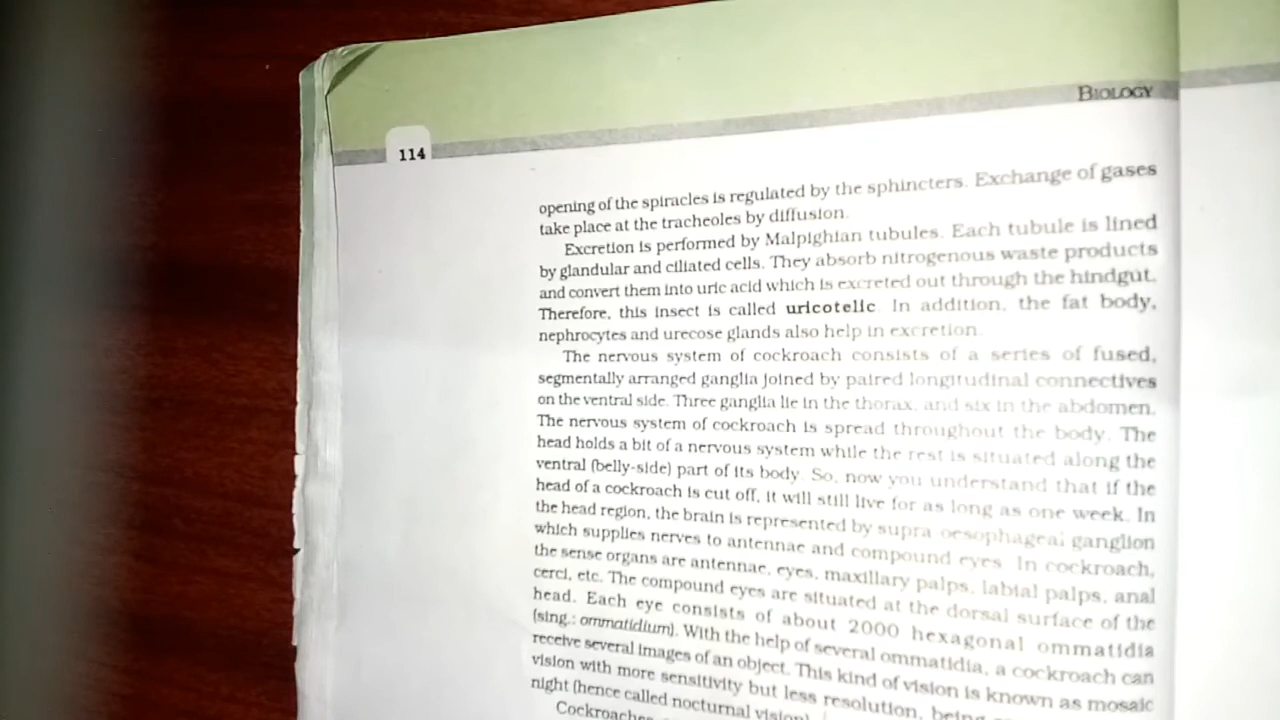 BIOLOGY
114
opening of the spiracles is regulated by the sphincters. Exchange of gases
take place at the tracheoles by diffusion.
Excretion is performed by Malpighian tubules. Each tubule is lined
by glandular and ciliated cells. They absorb nitrogenous waste products
and convert them into uric acid which is excreted out through the hindgut.
Therefore, this insect is called uricotelic. In addition, the fat body,
nephrocytes and urecose glands also help in excretion.
The nervous system of cockroach consists of a series of fused,
segmentally arranged ganglia joined by paired longitudinal connectives
on the ventral side. Three ganglia lie in the thorax, and six in the abdomen.
The nervous system of cockroach is spread throughout the body. The
head holds a bit of a nervous system while the rest is situated along the
ventral (belly-side) part of its body. So, now you understand that if the
head of a cockroach is cut off, it will still live for as long as one week. In
the head region, the brain is represented by supra oesophageal ganglion
which supplies nerves to antennae and compound eyes. In cockroach,
the sense organs are antennae, eyes, maxillary palps, labial palps, anal
cerci, etc. The compound eyes are situated at the dorsal surface of the
head. Each eye consists of about 2000 hexagonal ommatidia
(sing.: ommatidium). With the help of several ommatidia, a cockroach can
receive several images of an object. This kind of vision is known as mosaic
vision with more sensitivity but less resolution, being
night (hence called nocturnal vision).
Cockroaches